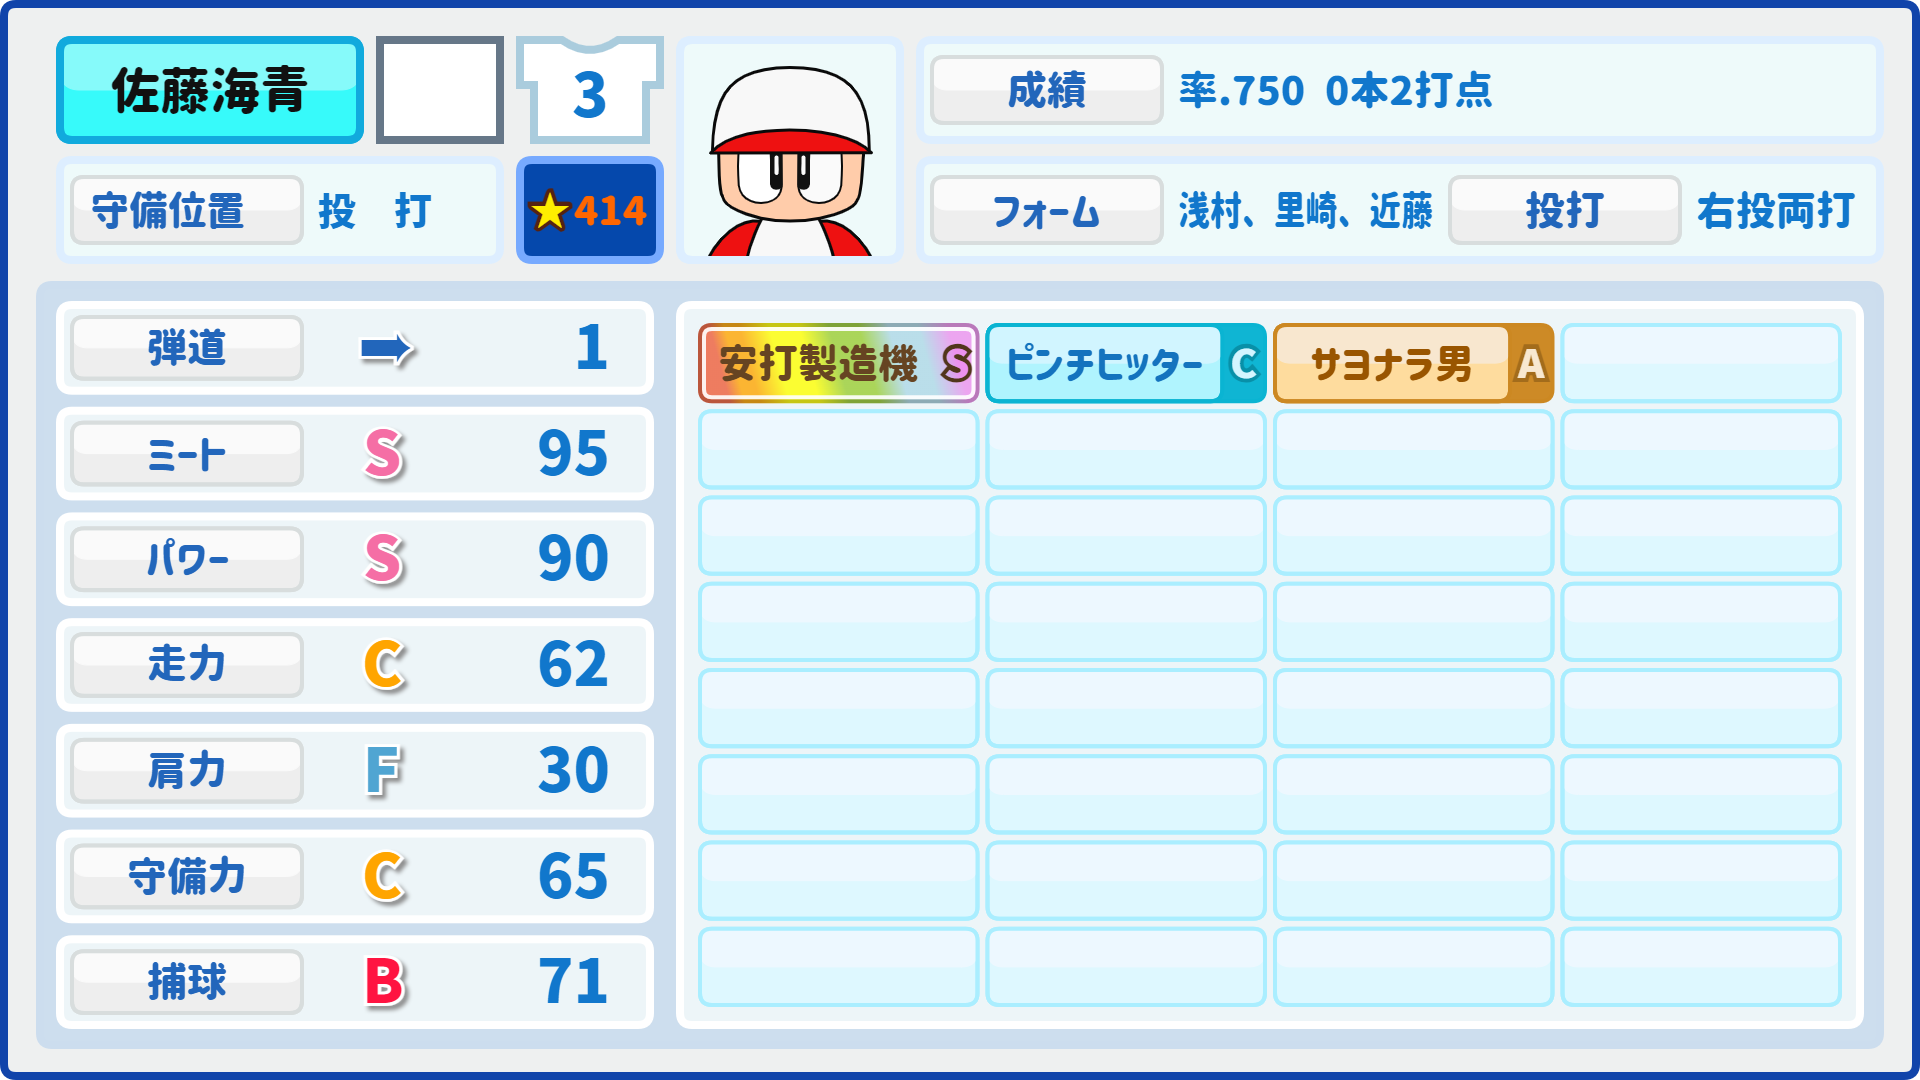 佐藤海青
3
成績 率.750 0本2打点
守備位置 投 打
★414
フォーム 浅村、里崎、近藤 投打 右投両打
弾道 1
ミート S 95
パワー S 90
走力 C 62
肩力 F 30
守備力 C 65
捕球 B 71
安打製造機 S
ピンチヒッター C
サヨナラ男 A